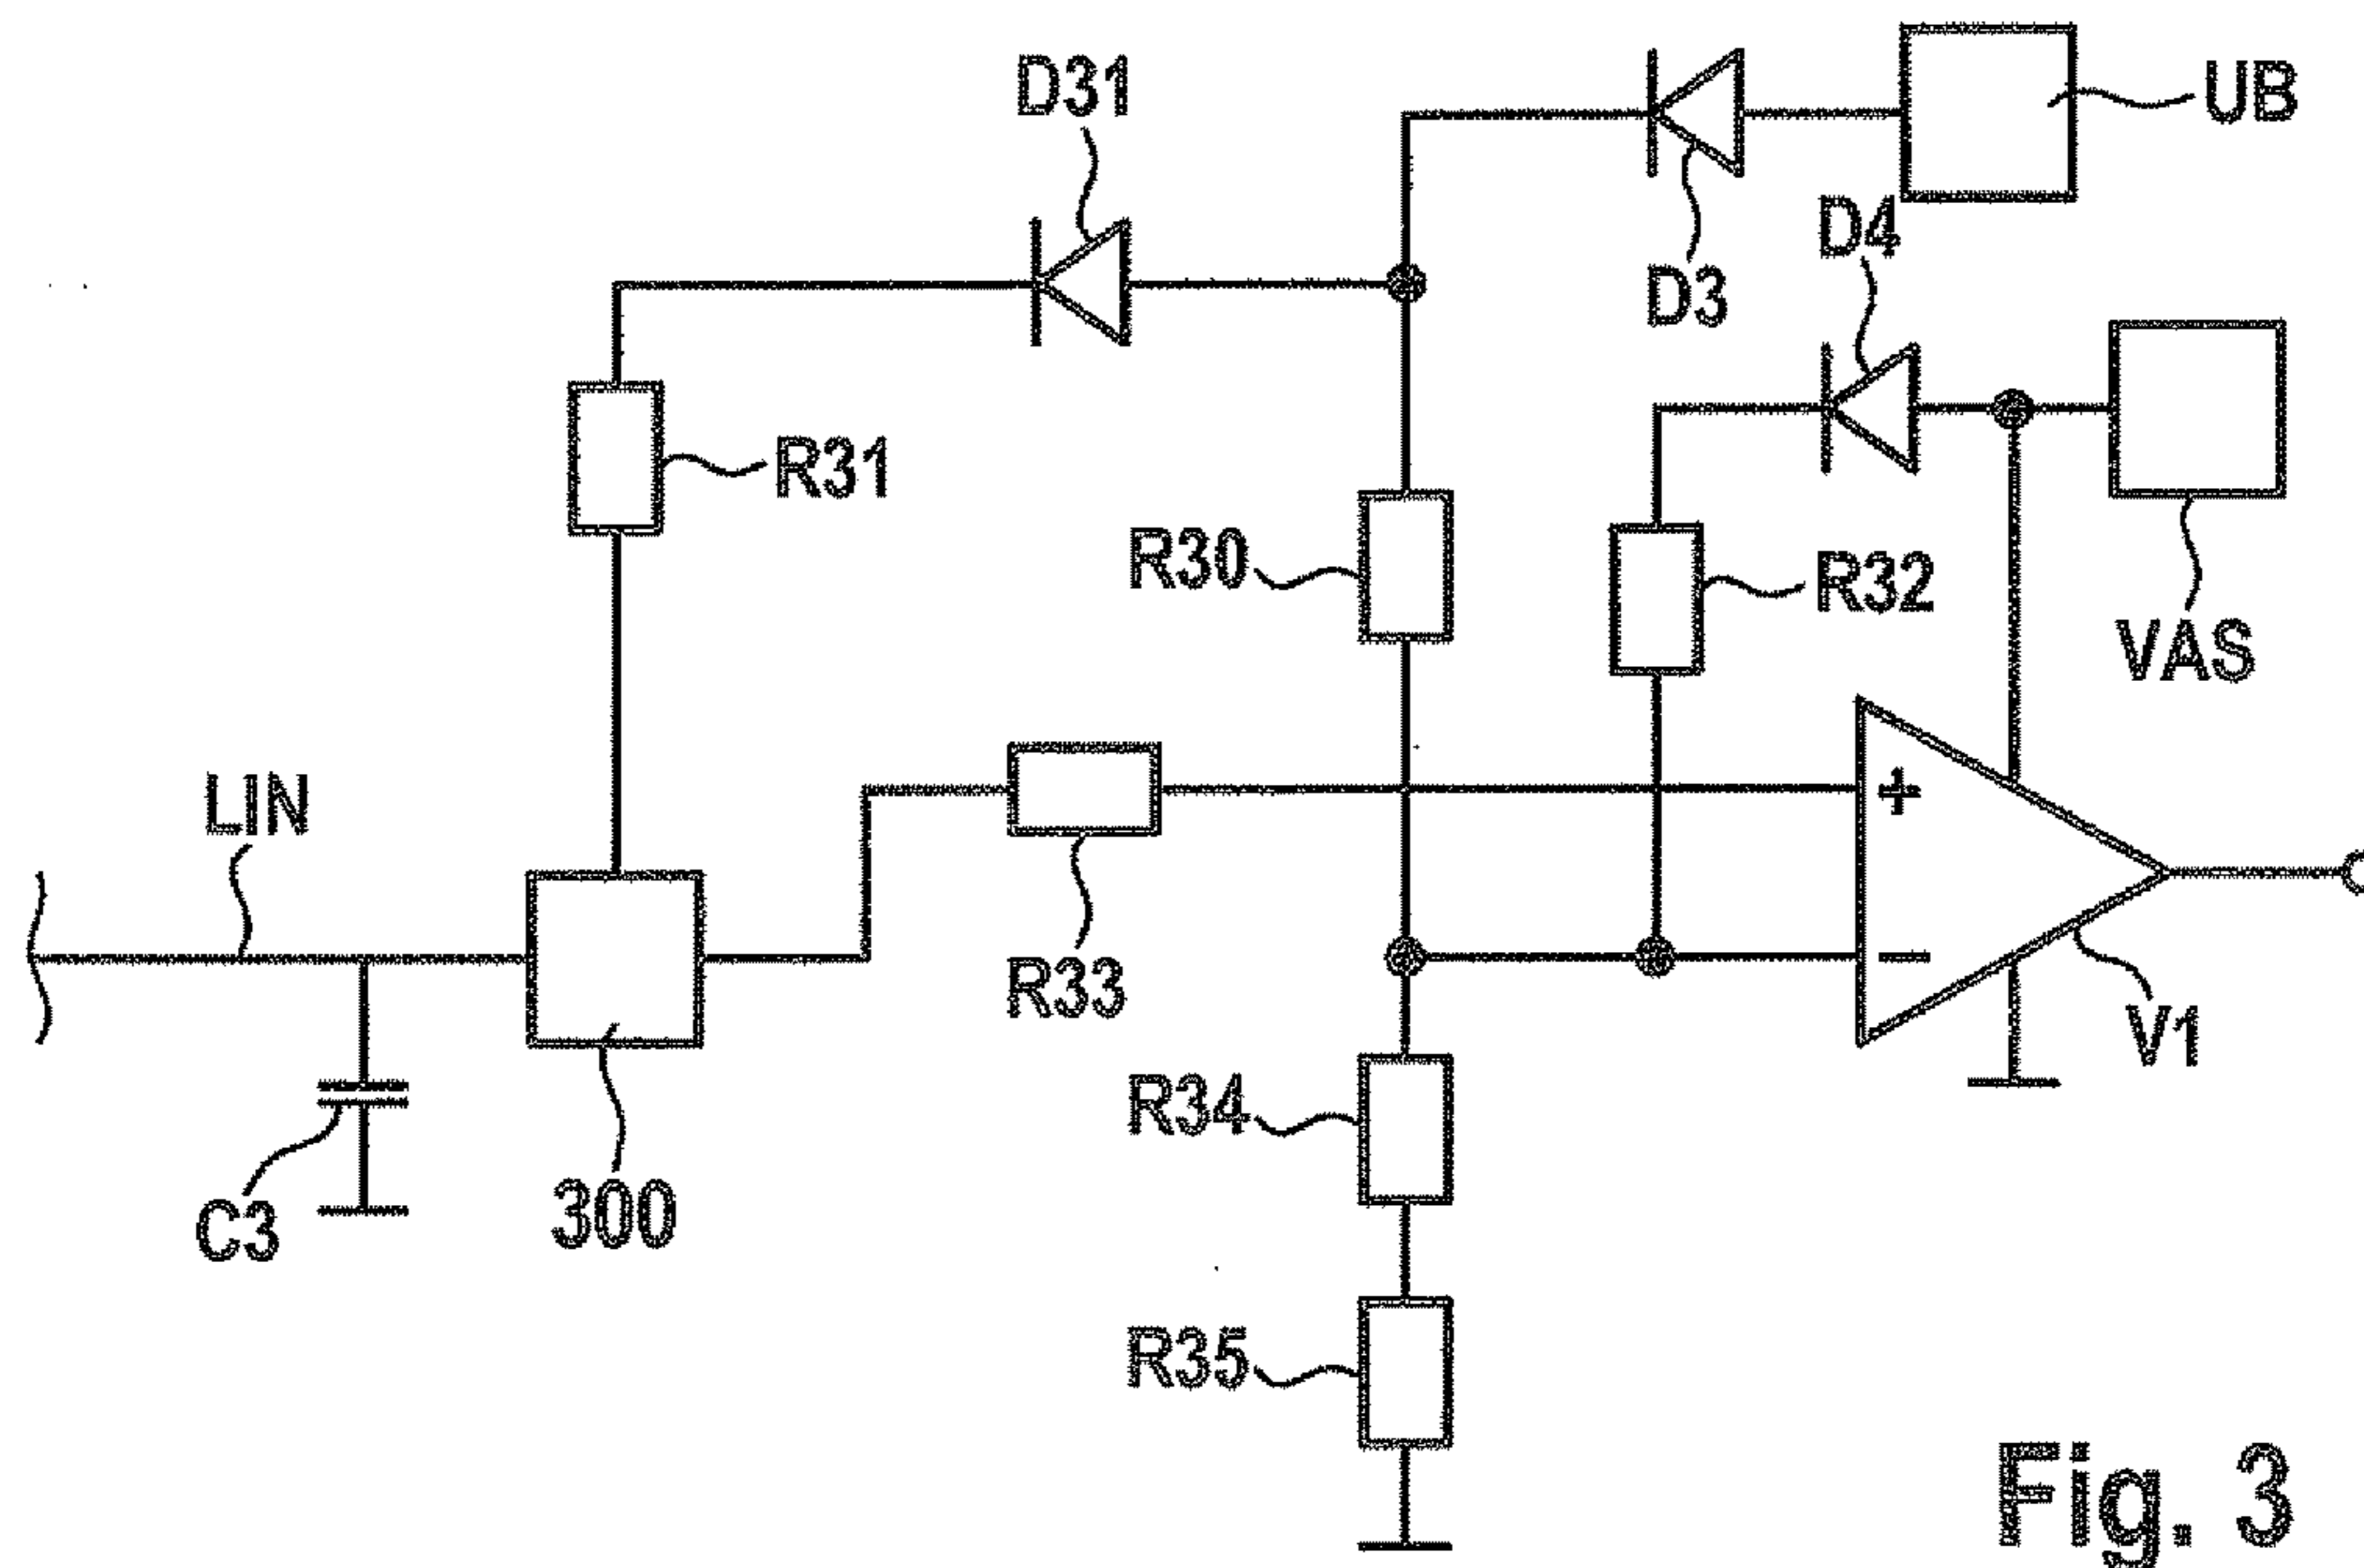 D31
UB
D4
D3
R31
R30
R32
VAS
LIN
+
R33
−
V1
R34
C3
300
R35
Fig. 3